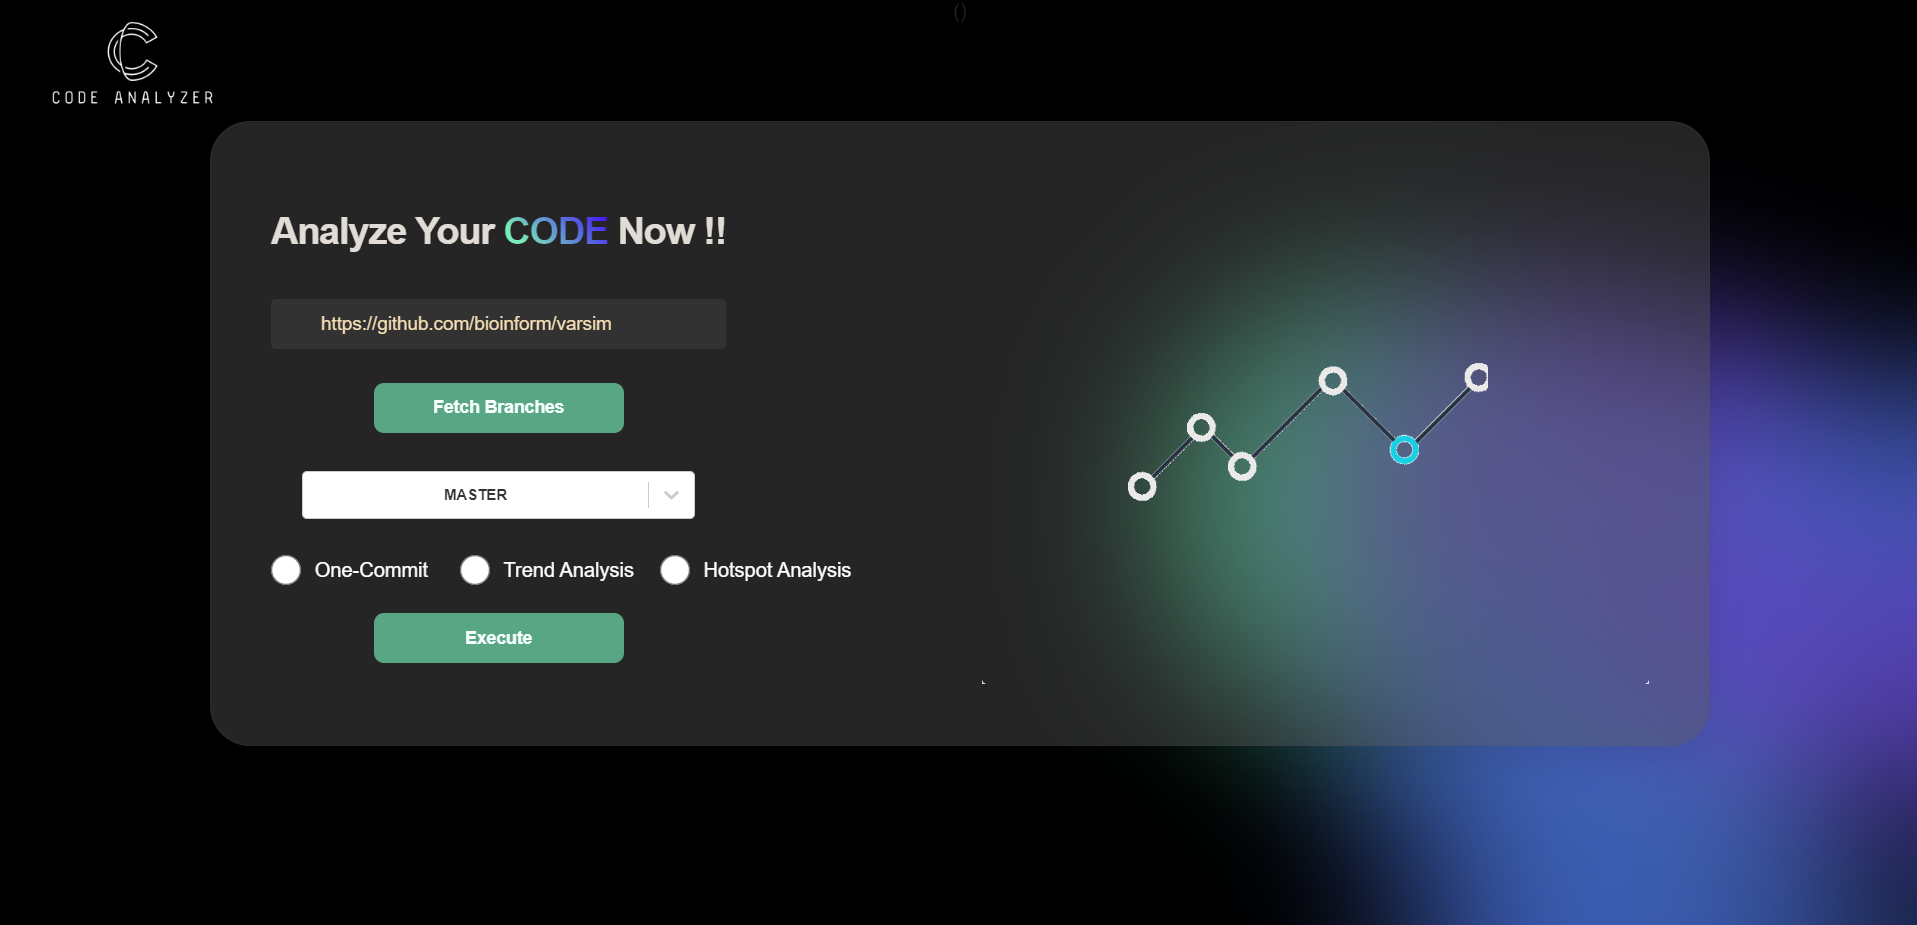 ()
CODE ANALYZER
Analyze Your CODE Now !!
https://github.com/bioinform/varsim
Fetch Branches
MASTER
One-Commit Trend Analysis Hotspot Analysis
Execute